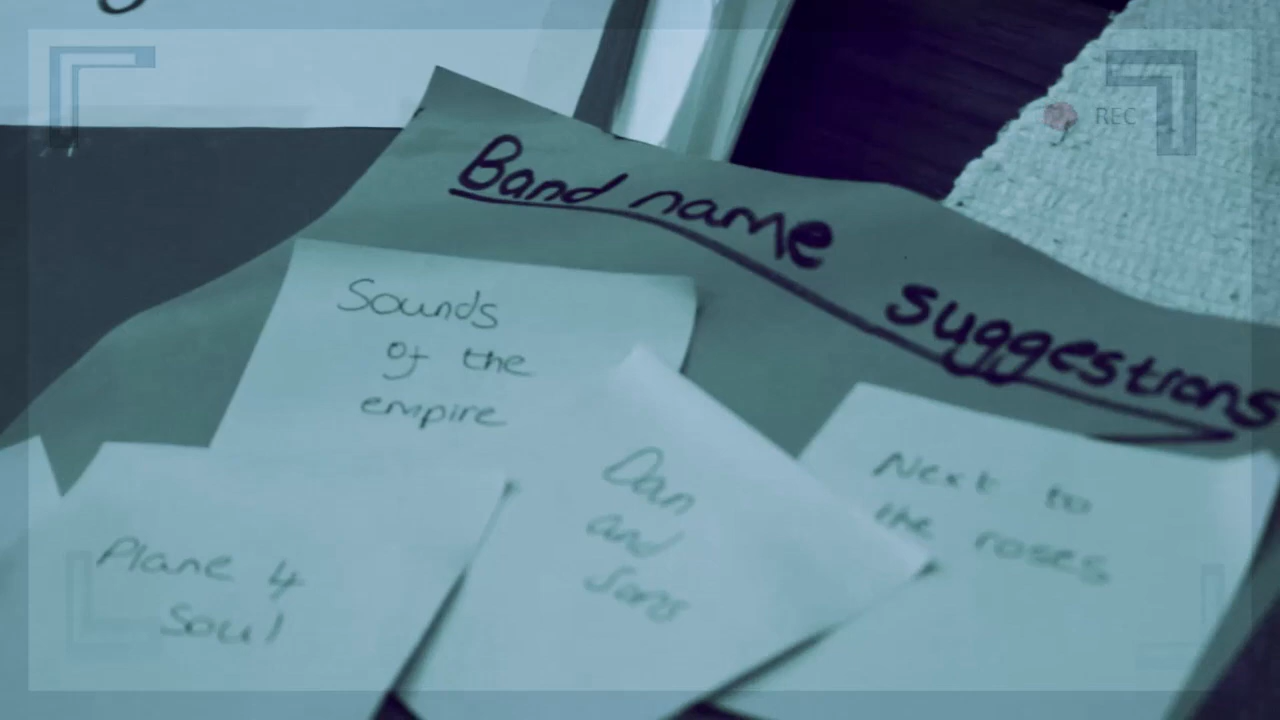 REC
Band name suggestions
Sounds
of the
empire
Dan
and
Sons
Next to
the roses
Plane 4
Soul